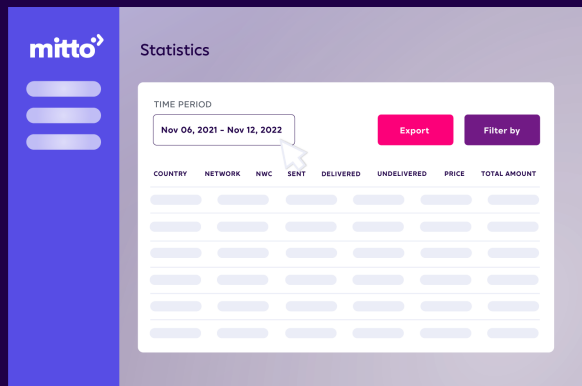 mitto
Statistics
TIME PERIOD
Nov 06, 2021 - Nov 12, 2022
Export
Filter by
COUNTRY NETWORK NWC SENT DELIVERED UNDELIVERED PRICE TOTAL AMOUNT